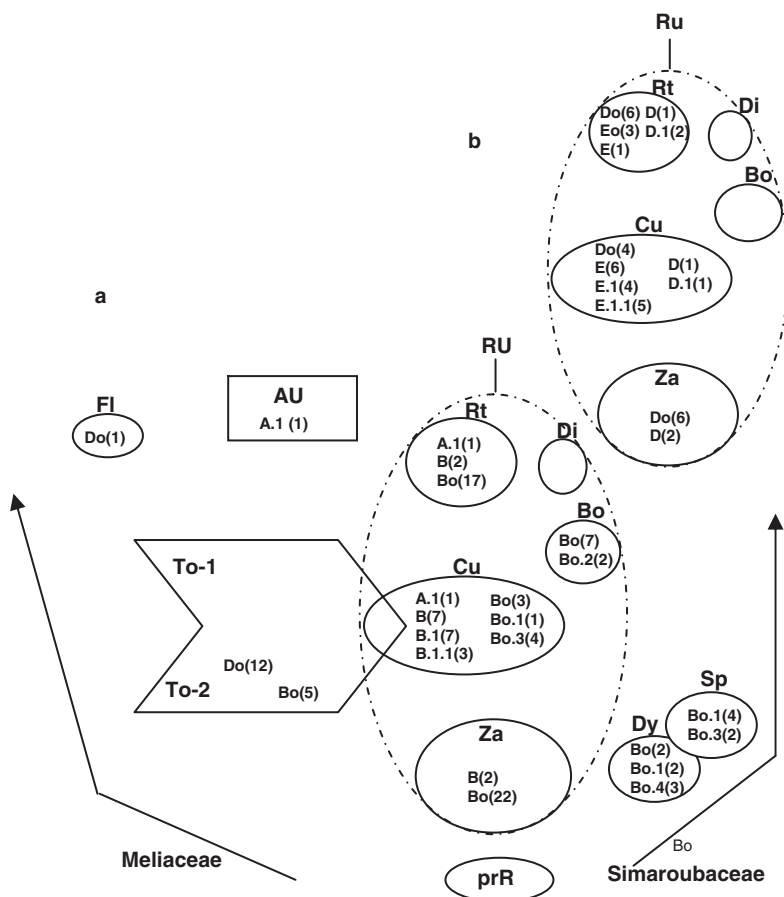 Ru
Rt
Di
Do(6) D(1)
Eo(3) D.1(2)
E(1)
b
Bo
Cu
Do(4)
E(6) D(1)
E.1(4) D.1(1)
E.1.1(5)
a
RU
Za
Do(6)
D(2)
Fl
Do(1)
AU
A.1 (1)
Rt
A.1(1)
B(2)
Bo(17)
Di
Bo
Bo(7)
Bo.2(2)
To-1
Cu
A.1(1) Bo(3)
B(7) Bo.1(1)
B.1(7) Bo.3(4)
B.1.1(3)
Do(12)
To-2 Bo(5)
Sp
Bo.1(4)
Bo.3(2)
Dy
Bo(2)
Bo.1(2)
Bo.4(3)
Za
B(2)
Bo(22)
Meliaceae
Bo
Simaroubaceae
prR